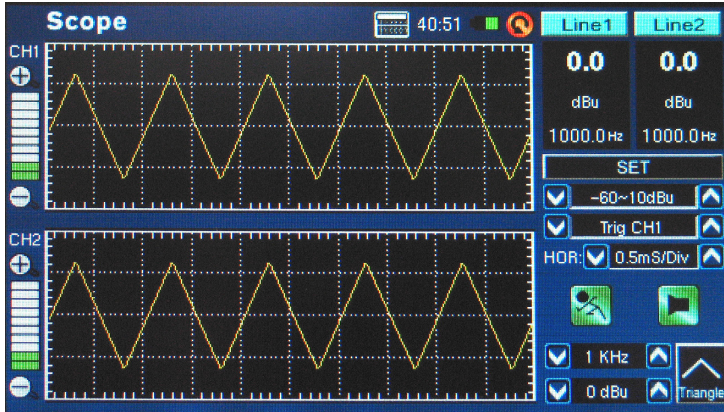 Scope
40:51
Line1 Line2
CH1
0.0 0.0
dBu dBu
1000.0Hz 1000.0Hz
SET
-60~10dBu
Trig CH1
CH2
HOR: 0.5mS/Div
1 KHz
0 dBu
Triangle